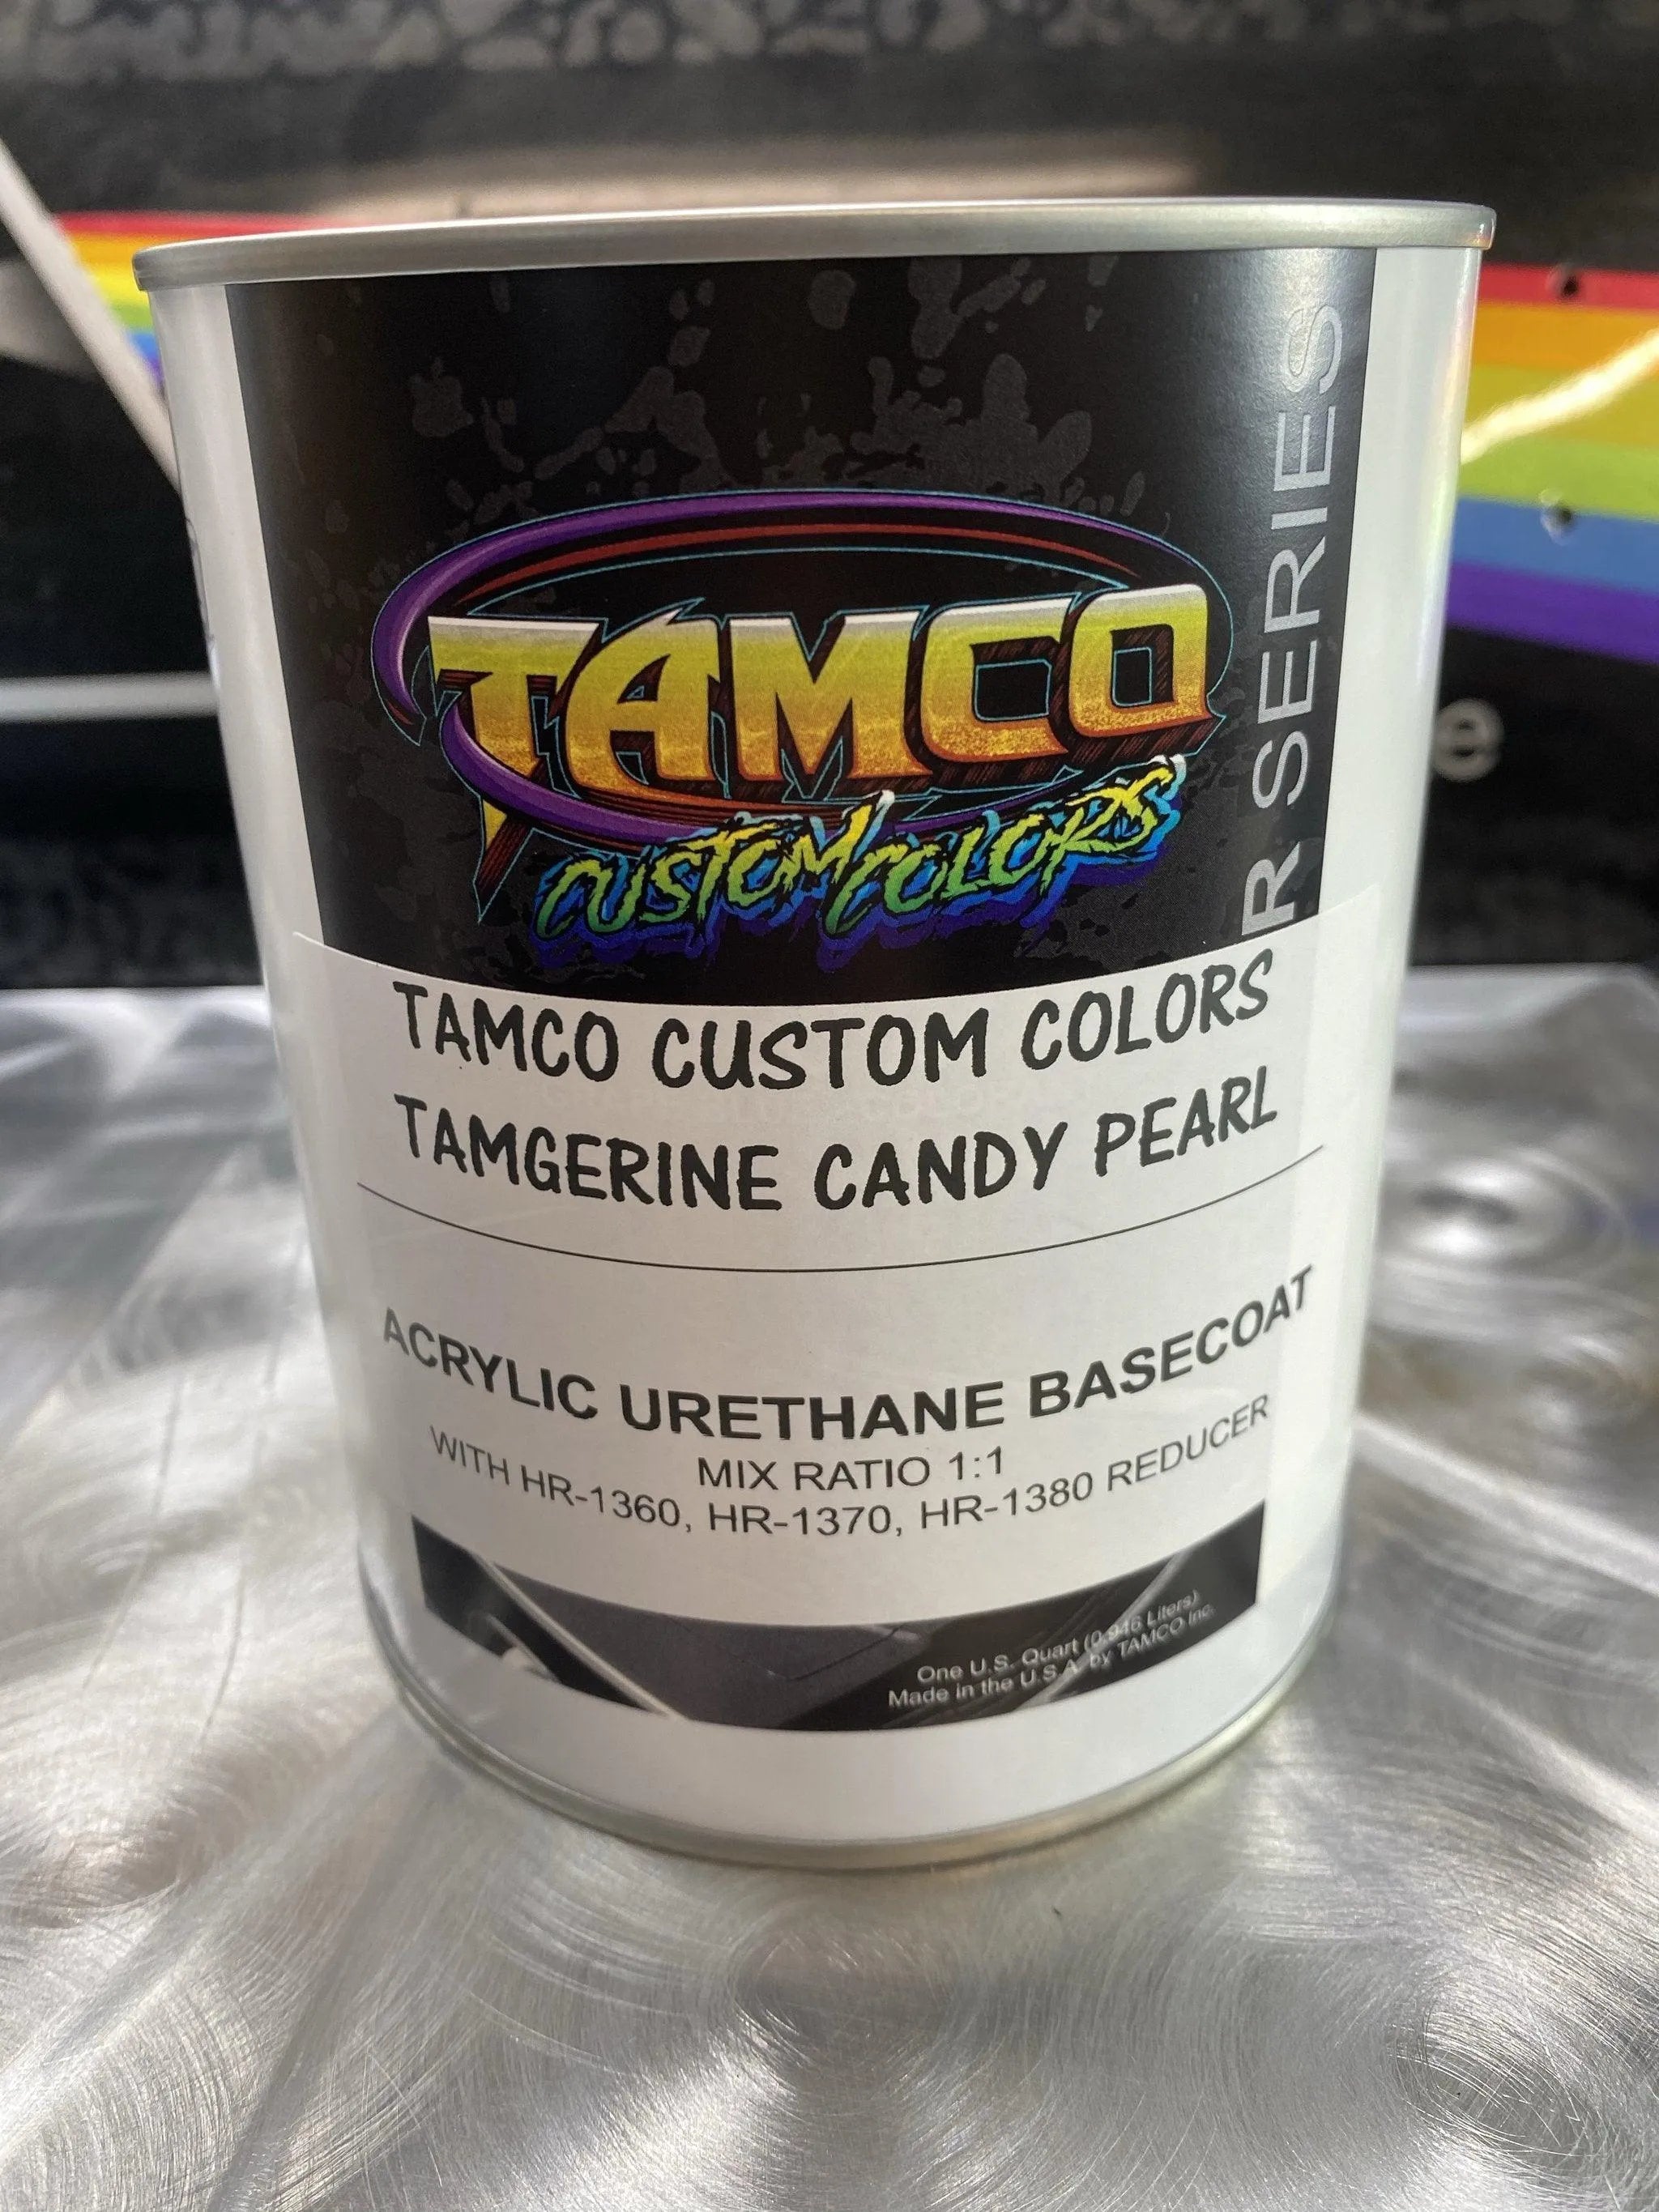 TAMCO
CUSTOM COLORS
R SERIES
TAMCO CUSTOM COLORS
TAMGERINE CANDY PEARL
ACRYLIC URETHANE BASECOAT
MIX RATIO 1:1
WITH HR-1360, HR-1370, HR-1380 REDUCER
One U.S. Quart (0.946 Liters)
Made in the U.S.A. by TAMCO Inc.
e